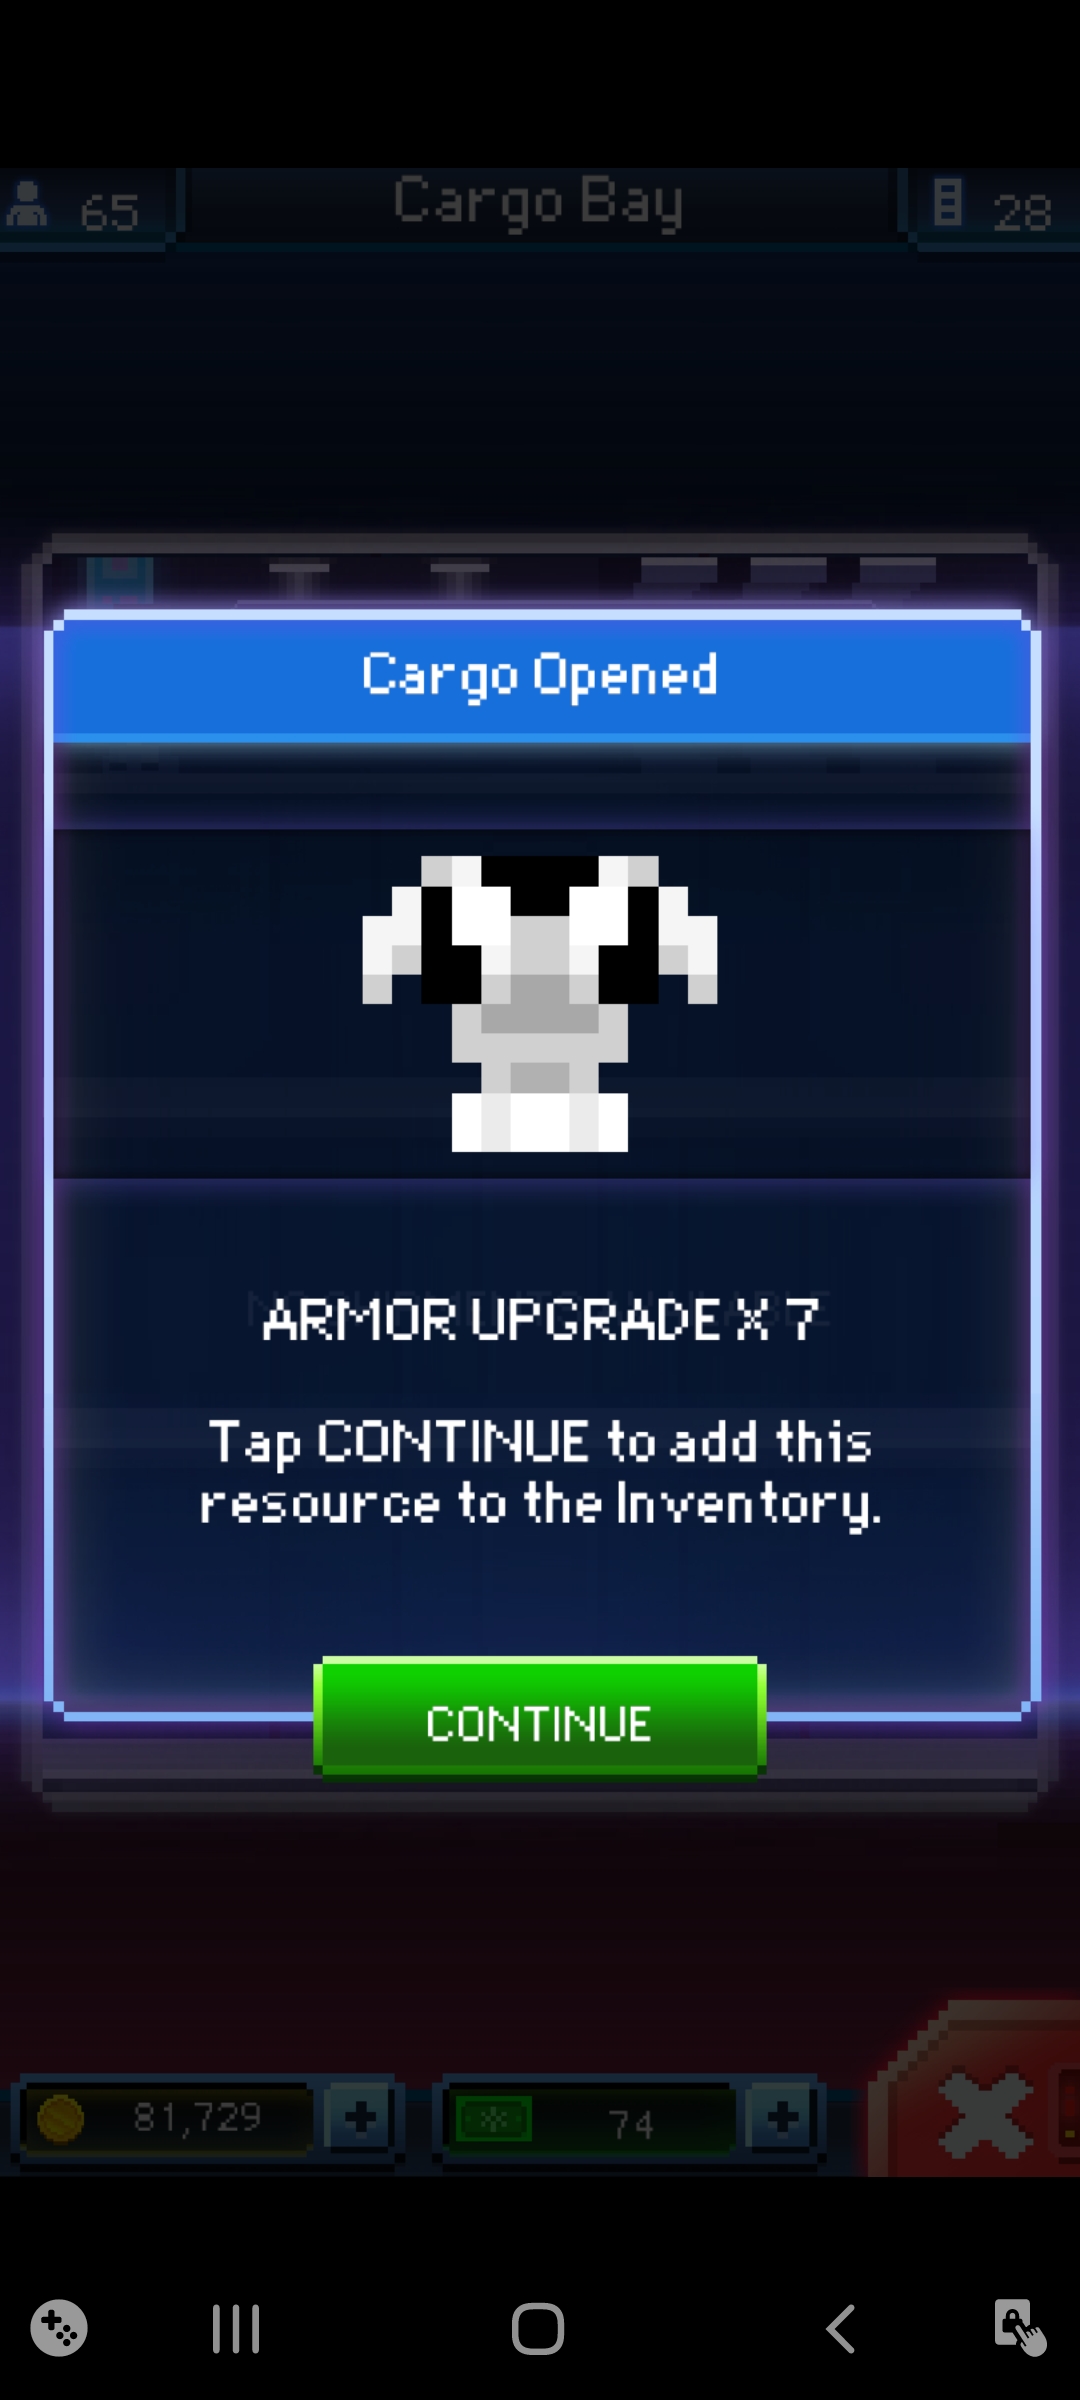 65
Cargo Bay
28
Cargo Opened
ARMOR UPGRADE X 7
Tap CONTINUE to add this
resource to the Inventory.
CONTINUE
81,729
74